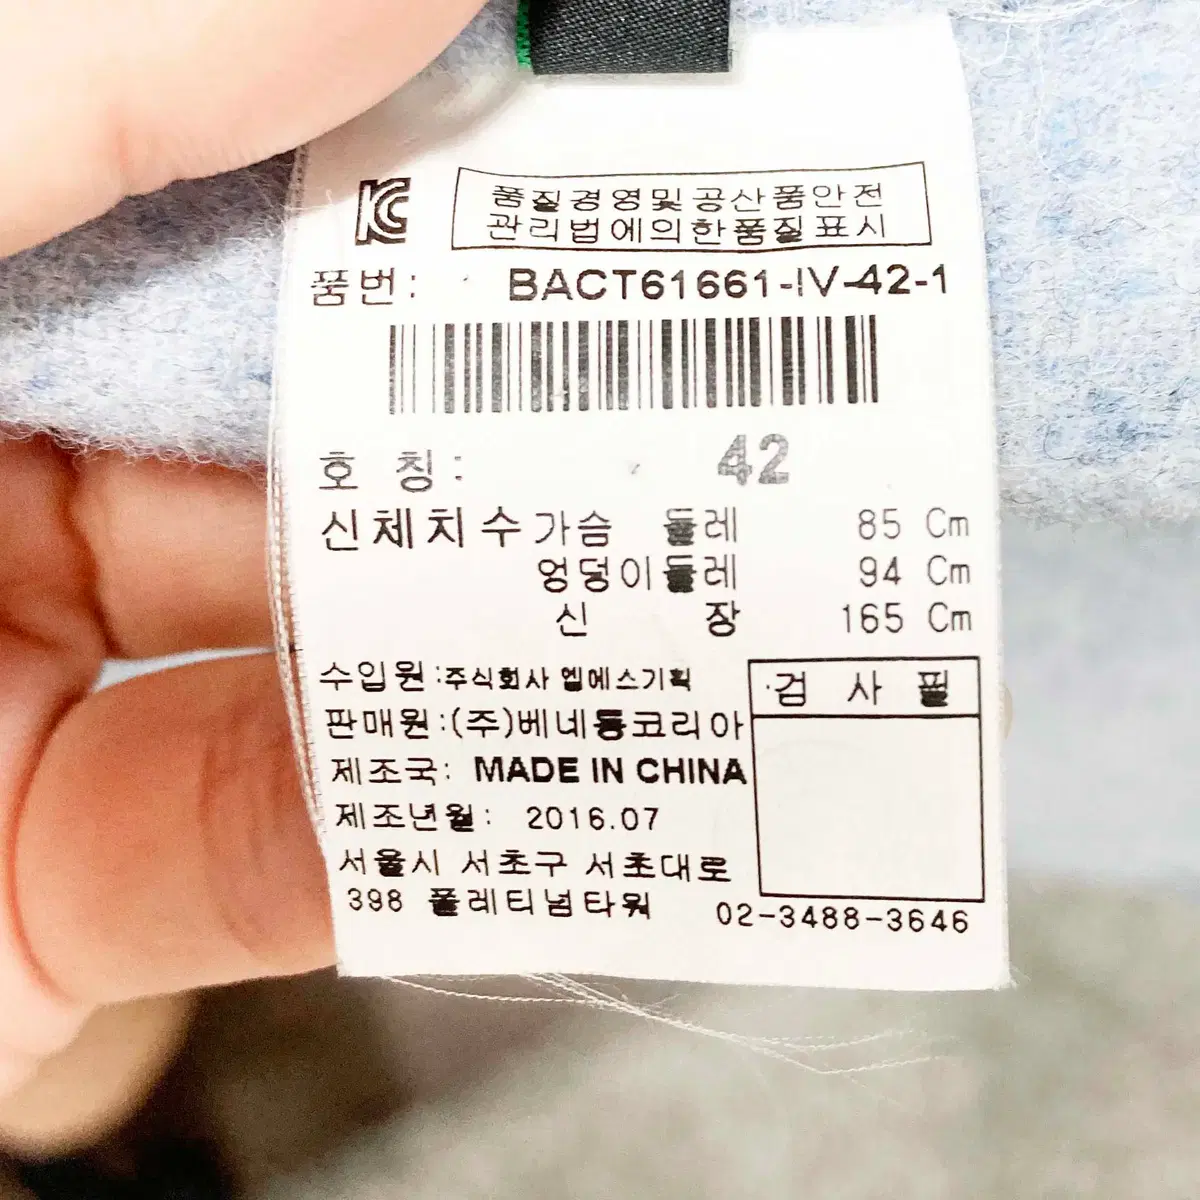 KC
품질경영및공산품안전
관리법에의한품질표시
품번: BACT61661-IV-42-1
호 칭: 42
신체치수 가슴 둘레 85 Cm
엉덩이둘레 94 Cm
신 장 165 Cm
수입원:주식회사 엘에스기획
판매원:(주)베네통코리아
제조국: MADE IN CHINA
제조년월: 2016.07
서울시 서초구 서초대로
398 플레티넘타워
검 사 필
02-3488-3646